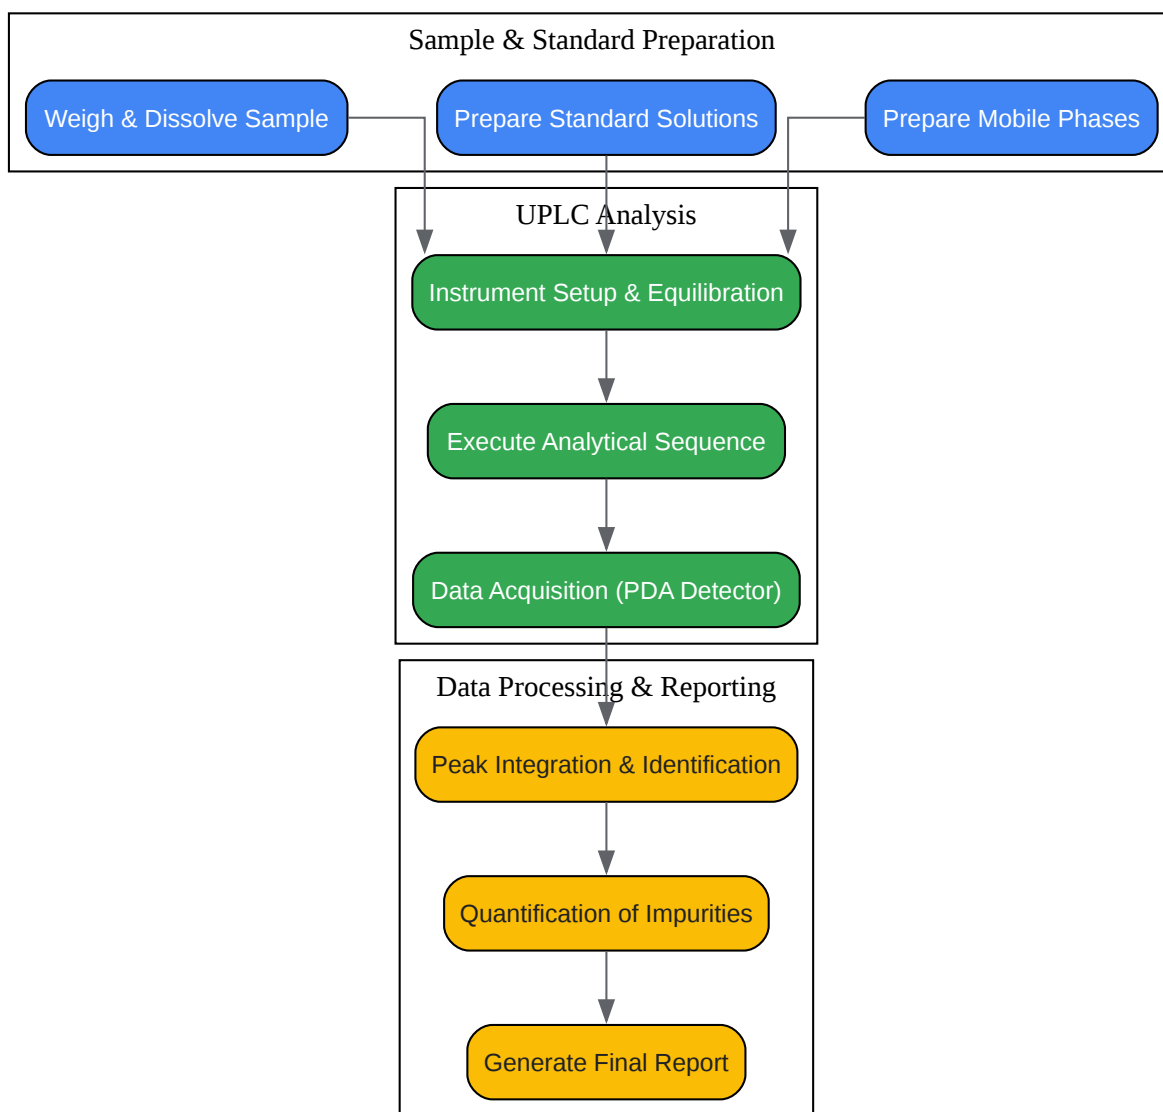 Sample & Standard Preparation
Weigh & Dissolve Sample
Prepare Standard Solutions
Prepare Mobile Phases
UPLC Analysis
Instrument Setup & Equilibration
Execute Analytical Sequence
Data Acquisition (PDA Detector)
Data Processing & Reporting
Peak Integration & Identification
Quantification of Impurities
Generate Final Report